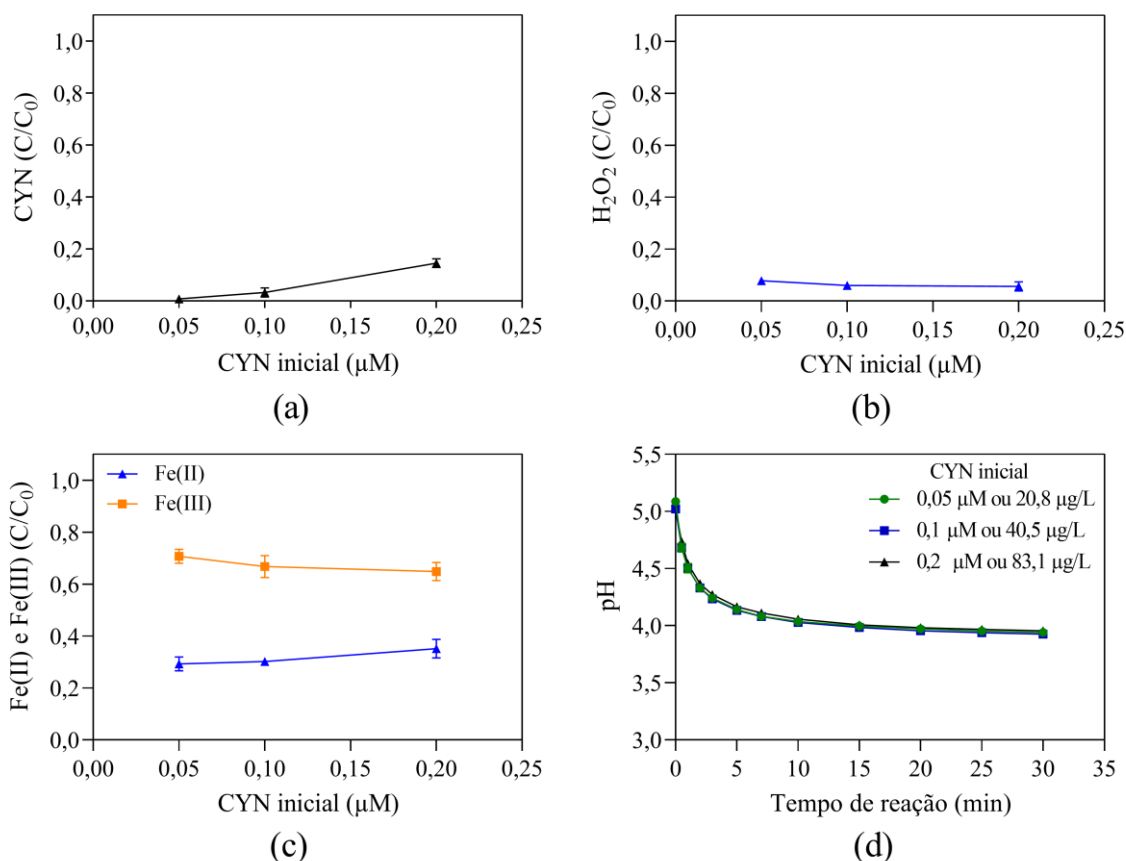 1,0
0,8
0,6
0,4
0,2
0,0
CYN (C/C₀)
0,00 0,05 0,10 0,15 0,20 0,25
CYN inicial (µM)
(a)
1,0
0,8
0,6
0,4
0,2
0,0
H₂O₂ (C/C₀)
0,00 0,05 0,10 0,15 0,20 0,25
CYN inicial (µM)
(b)
1,0
0,8
0,6
0,4
0,2
0,0
Fe(II) e Fe(III) (C/C₀)
Fe(II)
Fe(III)
0,00 0,05 0,10 0,15 0,20 0,25
CYN inicial (µM)
(c)
5,5
5,0
4,5
4,0
3,5
3,0
pH
CYN inicial
0,05 µM ou 20,8 µg/L
0,1 µM ou 40,5 µg/L
0,2 µM ou 83,1 µg/L
0 5 10 15 20 25 30 35
Tempo de reação (min)
(d)